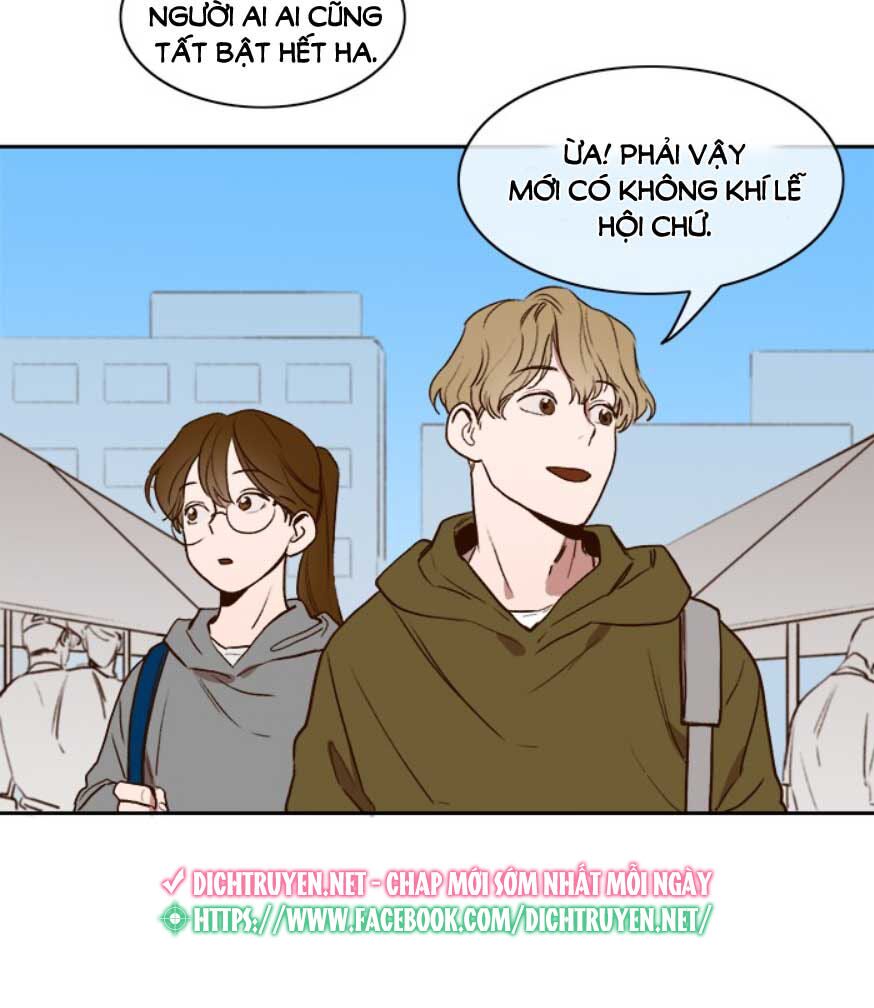 NGƯỜI AI AI CŨNG
TẤT BẬT HẾT HA.
ỪA! PHẢI VẬY
MỚI CÓ KHÔNG KHÍ LỄ
HỘI CHỨ.
DICHTRUYEN.NET - CHAP MỚI SỚM NHẤT MỖI NGÀY
HTTPS://WWW.FACEBOOK.COM/DICHTRUYEN.NET/